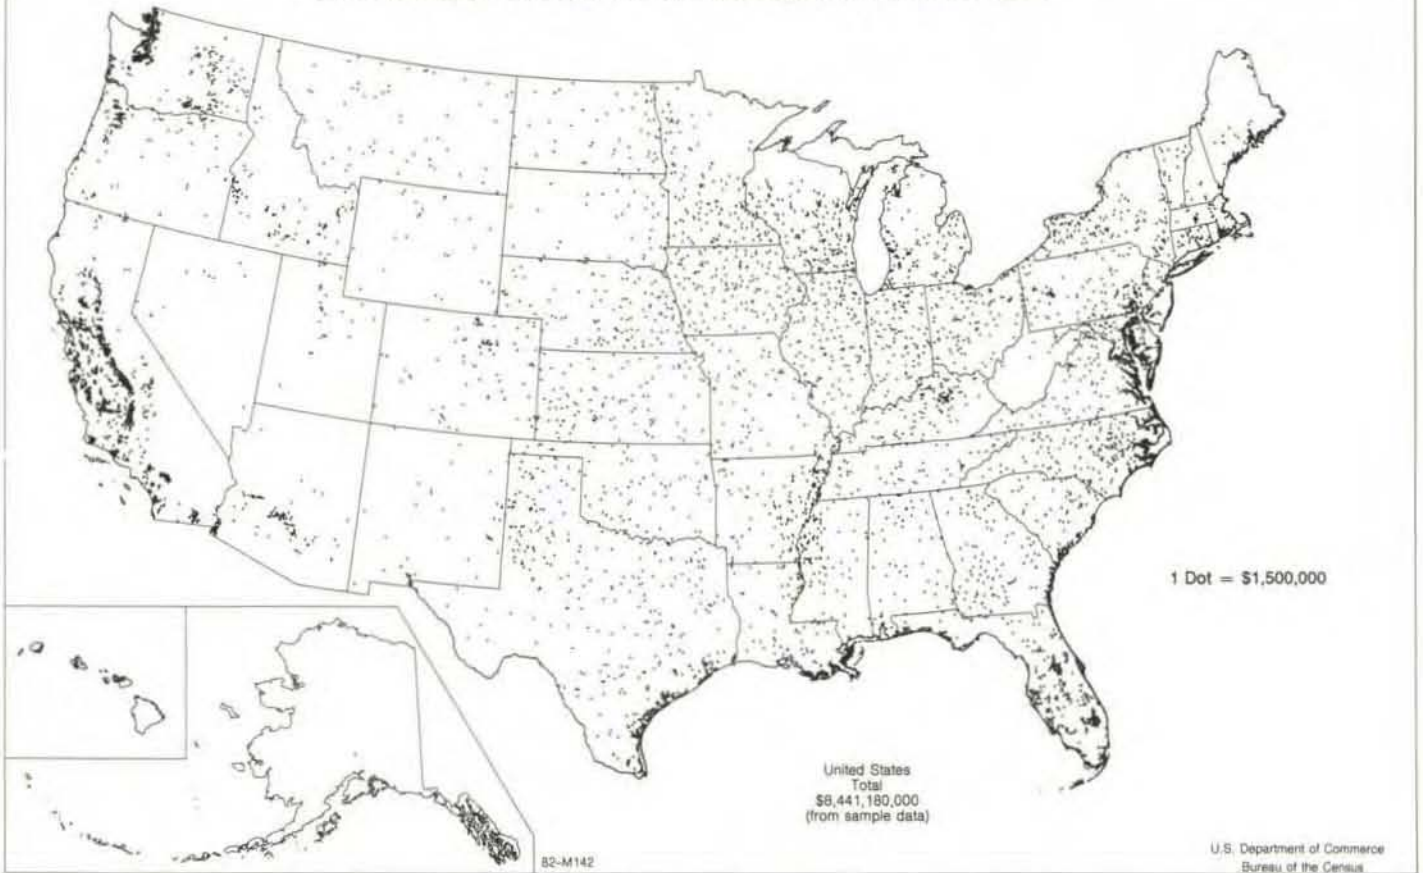 1 Dot = $1,500,000
United States
Total
$8,441,180,000
(from sample data)
82-M142
U.S. Department of Commerce
Bureau of the Census